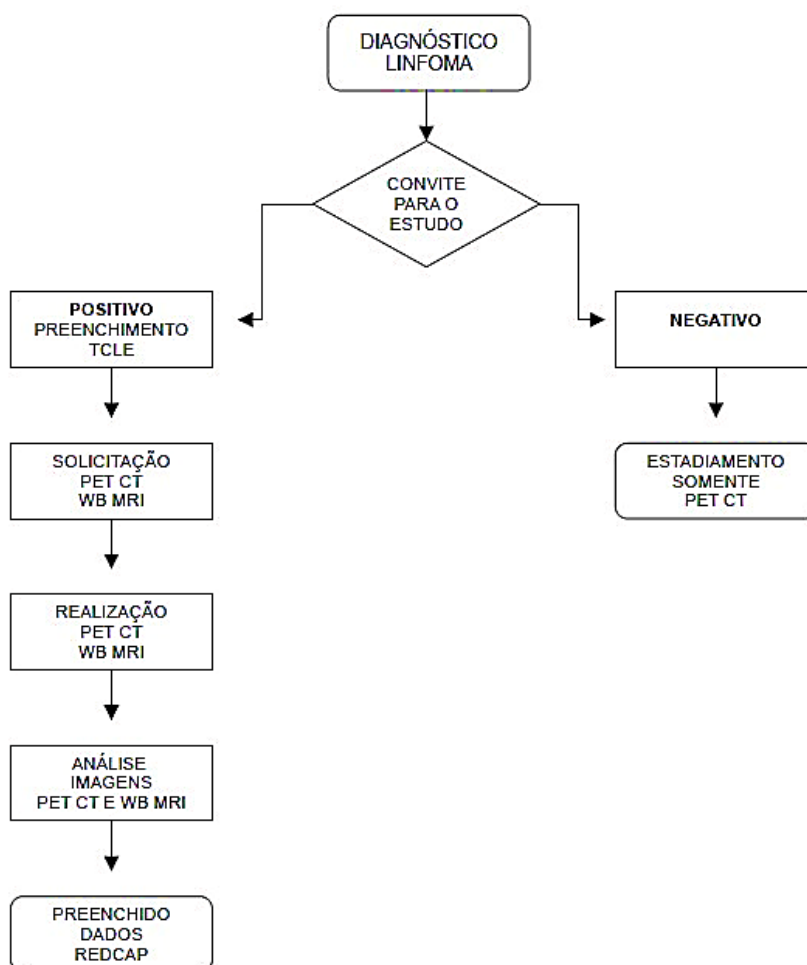 DIAGNÓSTICO
LINFOMA
CONVITE
PARA O
ESTUDO
POSITIVO
PREENCHIMENTO
TCLE
NEGATIVO
SOLICITAÇÃO
PET CT
WB MRI
ESTADIAMENTO
SOMENTE
PET CT
REALIZAÇÃO
PET CT
WB MRI
ANÁLISE
IMAGENS
PET CT E WB MRI
PREENCHIDO
DADOS
REDCAP